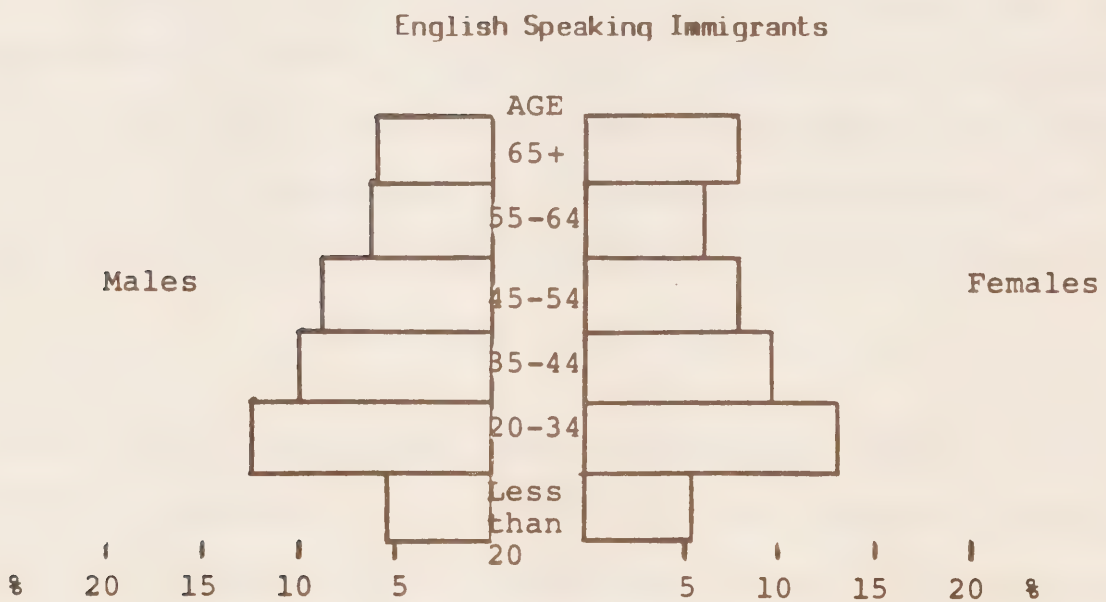 English Speaking Immigrants
AGE
65+
55-64
Males
45-54
Females
35-44
20-34
Less
than
20
% 20 15 10 5 5 10 15 20 %